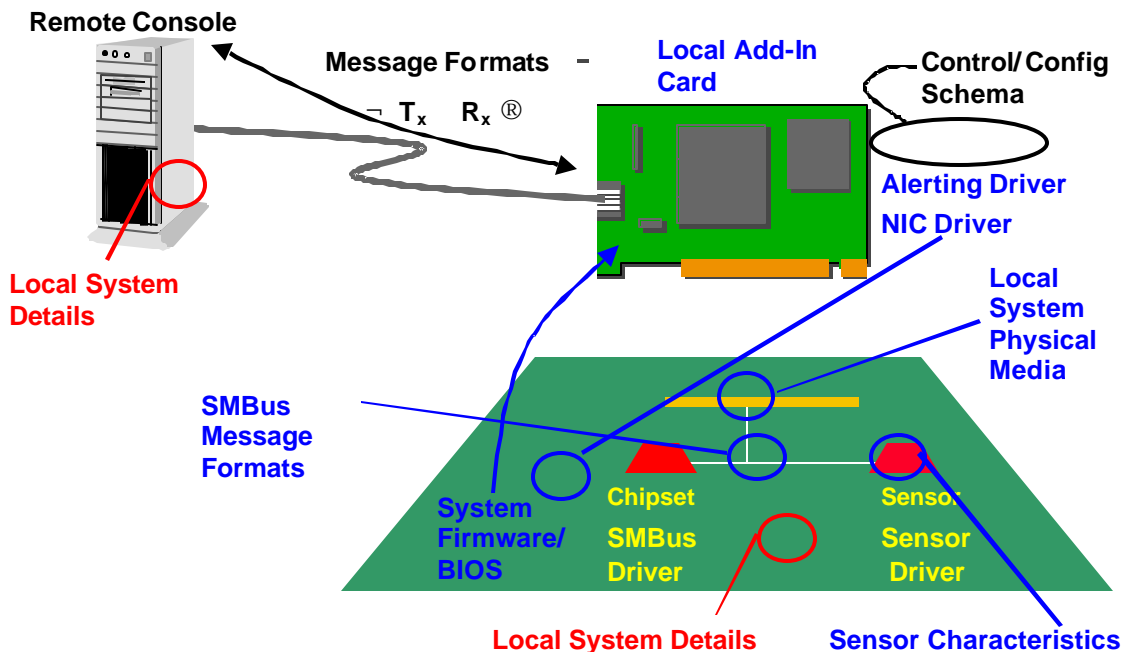 Remote Console
Message Formats –
¬ Tx Rx ®
Local Add-In
Card
Control/Config
Schema
Alerting Driver
NIC Driver
Local System
Details
Local
System
Physical
Media
SMBus
Message
Formats
System
Firmware/
BIOS
Chipset
SMBus
Driver
Sensor
Sensor
Driver
Local System Details
Sensor Characteristics